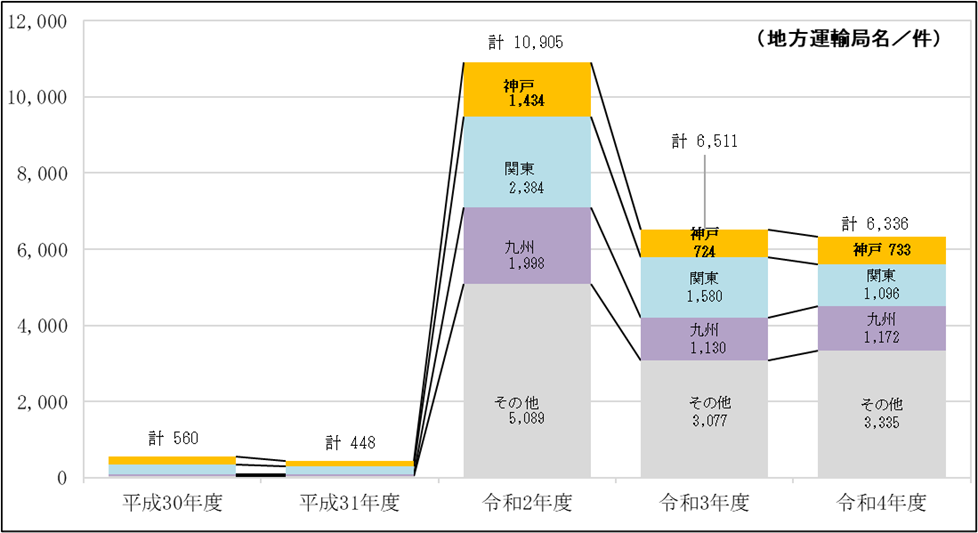 （地方運輸局名／件）
12,000
10,000
8,000
6,000
4,000
2,000
0
計 560
計 448
計 10,905
神戸
1,434
関東
2,384
九州
1,998
その他
5,089
計 6,511
神戸
724
関東
1,580
九州
1,130
その他
3,077
計 6,336
神戸 733
関東
1,096
九州
1,172
その他
3,335
平成30年度
平成31年度
令和2年度
令和3年度
令和4年度